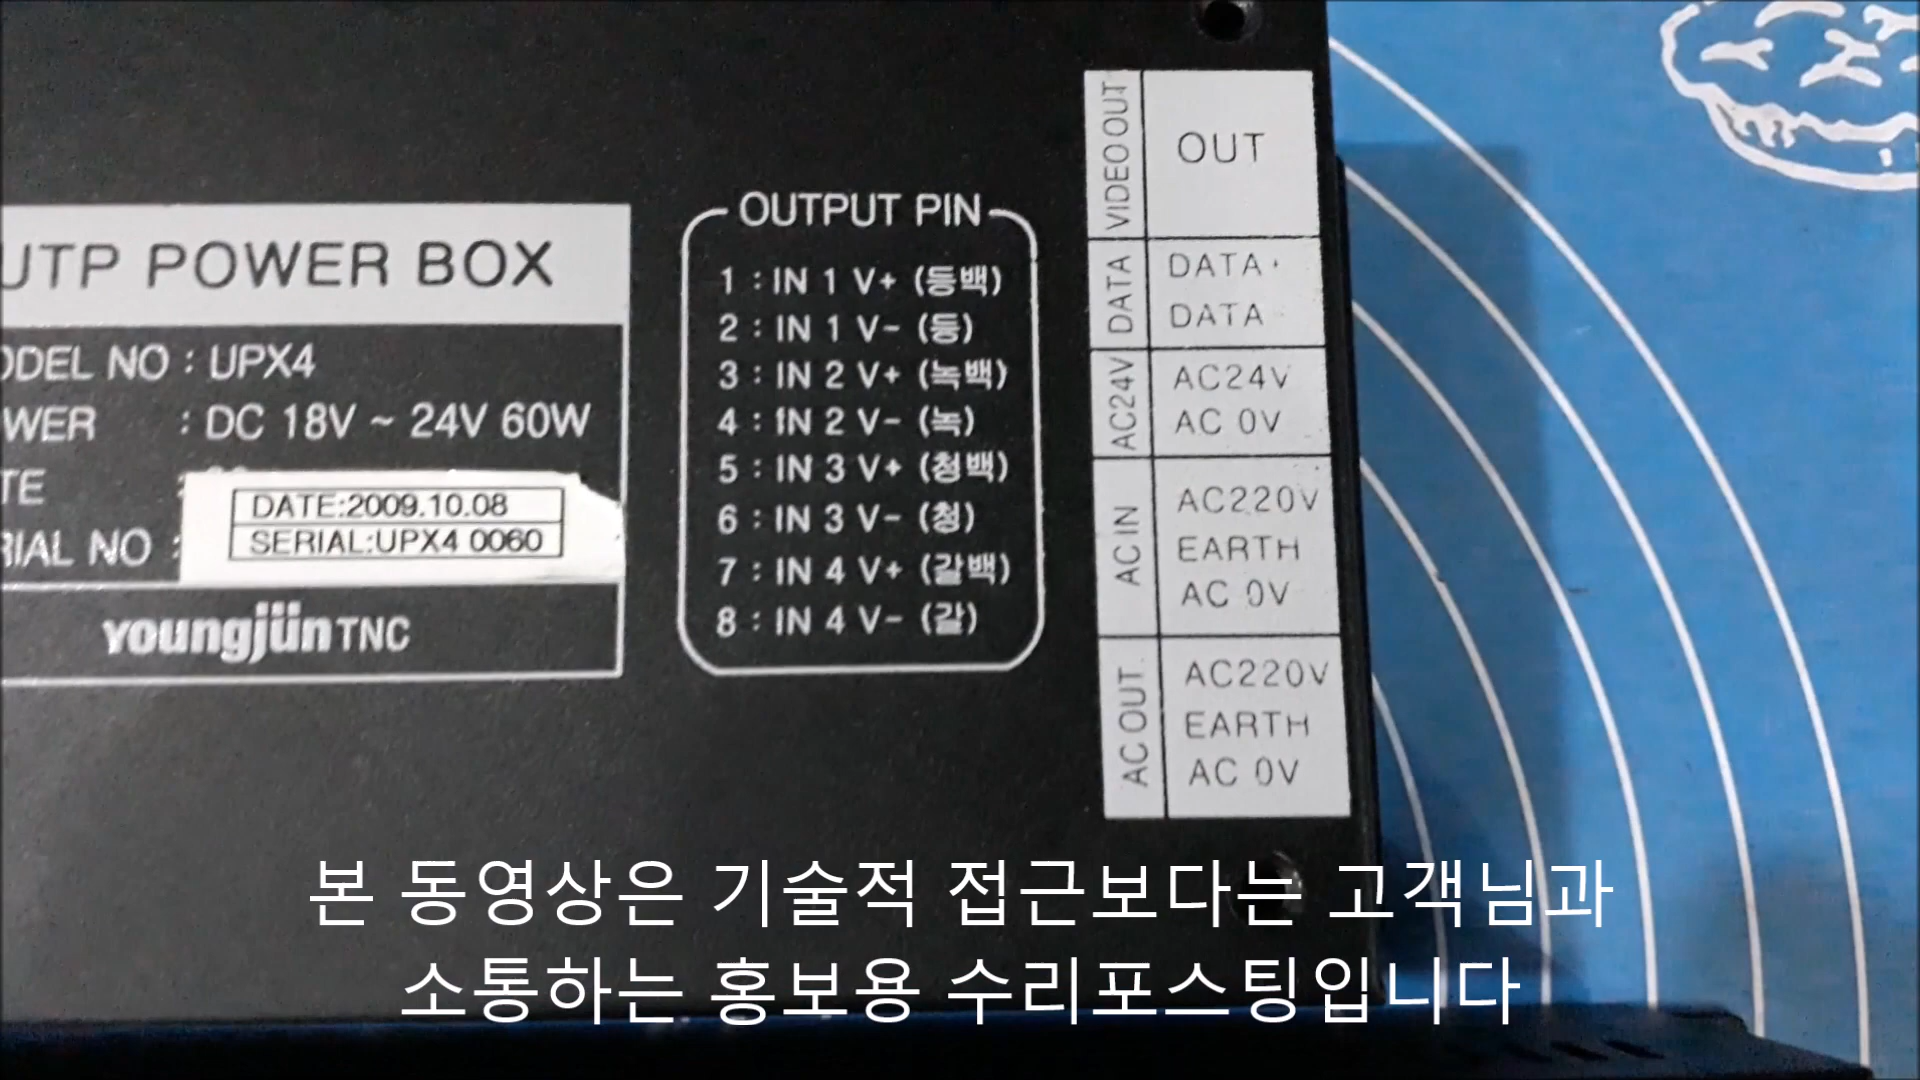 UTP POWER BOX
ODEL NO : UPX4
WER : DC 18V ~ 24V 60W
TE :
DATE:2009.10.08
RIAL NO :
SERIAL:UPX4 0060
youngjünTNC
OUTPUT PIN
1 : IN 1 V+ (등백)
2 : IN 1 V- (등)
3 : IN 2 V+ (녹백)
4 : IN 2 V- (녹)
5 : IN 3 V+ (청백)
6 : IN 3 V- (청)
7 : IN 4 V+ (갈백)
8 : IN 4 V- (갈)
VIDEO OUT
OUT
DATA
DATA+
DATA
AC24V
AC24V
AC 0V
AC IN
AC220V
EARTH
AC 0V
AC OUT
AC220V
EARTH
AC 0V
본 동영상은 기술적 접근보다는 고객님과
소통하는 홍보용 수리포스팅입니다